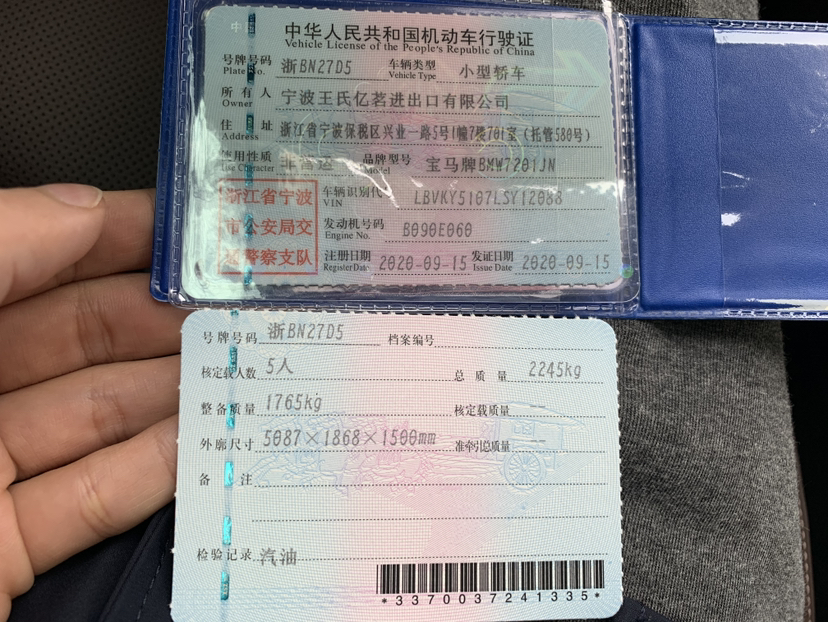 中华人民共和国机动车行驶证
Vehicle License of the People's Republic of China
号牌号码 浙BN27D5 车辆类型 小型轿车
Plate No. Vehicle Type
所有人 宁波王氏亿茗进出口有限公司
Owner
住址 浙江省宁波保税区兴业一路5号1幢7楼701室(托管580号)
Address
使用性质 非营运 品牌型号 宝马牌BMW7201JN
Use Character Model
浙江省宁波
市公安局交
通警察支队
车辆识别代 LBVKY5107LSY12088
VIN
发动机号码 B090E060
Engine No.
注册日期 2020-09-15 发证日期 2020-09-15
Register Date Issue Date
号牌号码 浙BN27D5 档案编号
核定载人数 5人 总质量 2245kg
整备质量 1765kg 核定载质量 --
外廓尺寸 5087×1868×1500mm 准牵引总质量 --
备注
检验记录 汽油
*3370037241335*